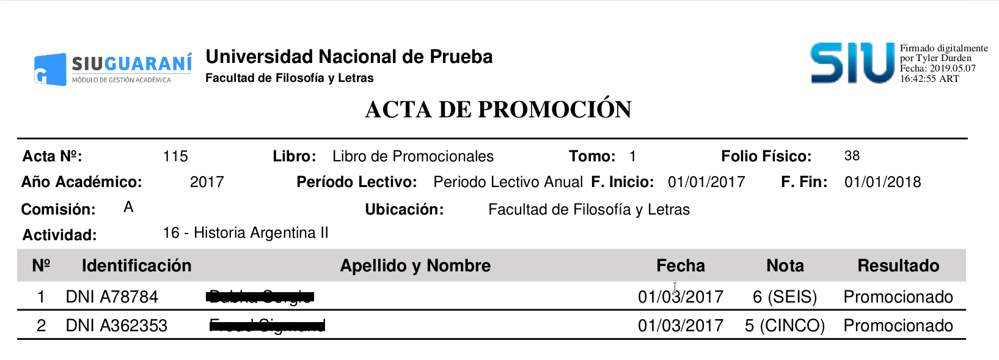 SIUGUARANÍ
MÓDULO DE GESTIÓN ACADÉMICA
Universidad Nacional de Prueba
Facultad de Filosofía y Letras
SIU
Firmado digitalmente
por Tyler Durden
Fecha: 2019.05.07
16:42:55 ART
ACTA DE PROMOCIÓN
Acta Nº: 115 Libro: Libro de Promocionales Tomo: 1 Folio Físico: 38
Año Académico: 2017 Período Lectivo: Periodo Lectivo Anual F. Inicio: 01/01/2017 F. Fin: 01/01/2018
Comisión: A Ubicación: Facultad de Filosofía y Letras
Actividad: 16 - Historia Argentina II
Nº Identificación Apellido y Nombre Fecha Nota Resultado
1 DNI A78784 01/03/2017 6 (SEIS) Promocionado
2 DNI A362353 01/03/2017 5 (CINCO) Promocionado